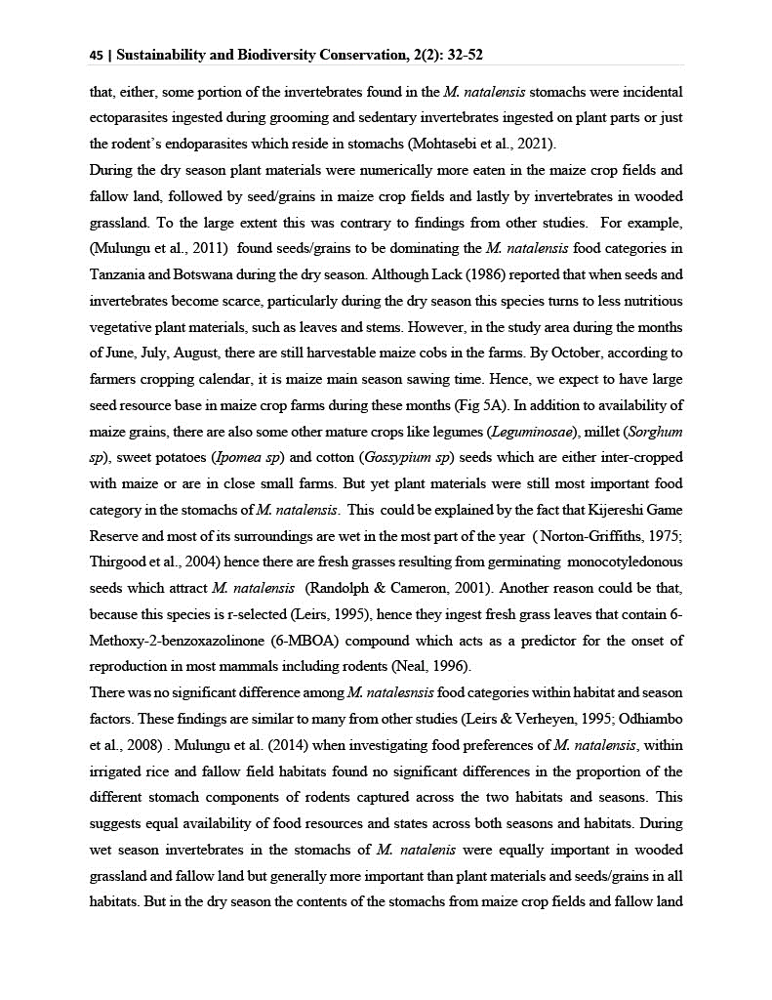 45 | Sustainability and Biodiversity Conservation, 2(2): 32-52
that, either, some portion of the invertebrates found in the M. natalensis stomachs were incidental
ectoparasites ingested during grooming and sedentary invertebrates ingested on plant parts or just
the rodent's endoparasites which reside in stomachs (Mohtasebi et al., 2021).
During the dry season plant materials were numerically more eaten in the maize crop fields and
fallow land, followed by seed/grains in maize crop fields and lastly by invertebrates in wooded
grassland. To the large extent this was contrary to findings from other studies. For example,
(Mulungu et al., 2011) found seeds/grains to be dominating the M. natalensis food categories in
Tanzania and Botswana during the dry season. Although Lack (1986) reported that when seeds and
invertebrates become scarce, particularly during the dry season this species turns to less nutritious
vegetative plant materials, such as leaves and stems. However, in the study area during the months
of June, July, August, there are still harvestable maize cobs in the farms. By October, according to
farmers cropping calendar, it is maize main season sawing time. Hence, we expect to have large
seed resource base in maize crop farms during these months (Fig 5A). In addition to availability of
maize grains, there are also some other mature crops like legumes (Leguminosae), millet (Sorghum
sp), sweet potatoes (Ipomea sp) and cotton (Gossypium sp) seeds which are either inter-cropped
with maize or are in close small farms. But yet plant materials were still most important food
category in the stomachs of M. natalensis. This could be explained by the fact that Kijereshi Game
Reserve and most of its surroundings are wet in the most part of the year ( Norton-Griffiths, 1975;
Thirgood et al., 2004) hence there are fresh grasses resulting from germinating monocotyledonous
seeds which attract M. natalensis (Randolph & Cameron, 2001). Another reason could be that,
because this species is r-selected (Leirs, 1995), hence they ingest fresh grass leaves that contain 6-
Methoxy-2-benzoxazolinone (6-MBOA) compound which acts as a predictor for the onset of
reproduction in most mammals including rodents (Neal, 1996).
There was no significant difference among M. natalesnsis food categories within habitat and season
factors. These findings are similar to many from other studies (Leirs & Verheyen, 1995; Odhiambo
et al., 2008) . Mulungu et al. (2014) when investigating food preferences of M. natalensis, within
irrigated rice and fallow field habitats found no significant differences in the proportion of the
different stomach components of rodents captured across the two habitats and seasons. This
suggests equal availability of food resources and states across both seasons and habitats. During
wet season invertebrates in the stomachs of M. natalenis were equally important in wooded
grassland and fallow land but generally more important than plant materials and seeds/grains in all
habitats. But in the dry season the contents of the stomachs from maize crop fields and fallow land